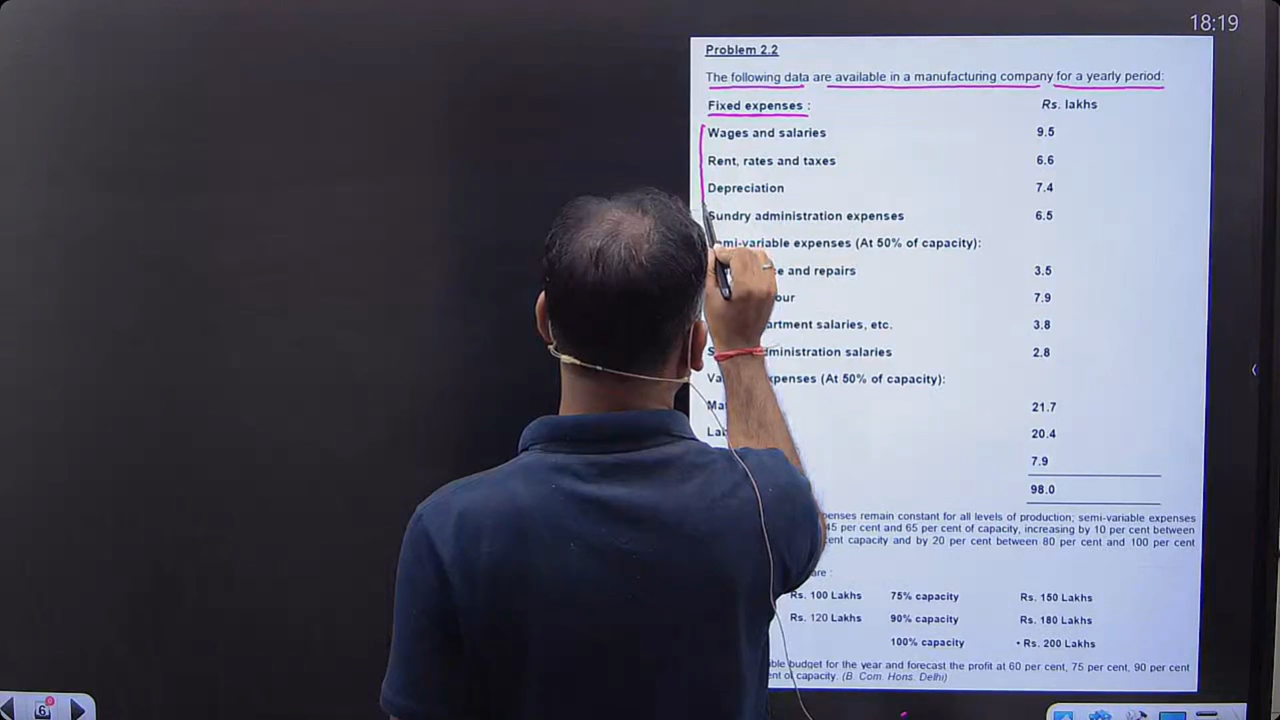 18:19
Problem 2.2
The following data are available in a manufacturing company for a yearly period:
Fixed expenses : Rs. lakhs
Wages and salaries 9.5
Rent, rates and taxes 6.6
Depreciation 7.4
Sundry administration expenses 6.5
emi-variable expenses (At 50% of capacity):
and repairs 3.5
7.9
artment salaries, etc. 3.8
S dministration salaries 2.8
Va xpenses (At 50% of capacity):
Mat 21.7
Lab 20.4
7.9
98.0
penses remain constant for all levels of production; semi-variable expenses
45 per cent and 65 per cent of capacity, increasing by 10 per cent between
cent capacity and by 20 per cent between 80 per cent and 100 per cent
are :
Rs. 100 Lakhs 75% capacity Rs. 150 Lakhs
Rs. 120 Lakhs 90% capacity Rs. 180 Lakhs
100% capacity • Rs. 200 Lakhs
ble budget for the year and forecast the profit at 60 per cent, 75 per cent, 90 per cent
nt of capacity. (B. Com. Hons. Delhi)
6